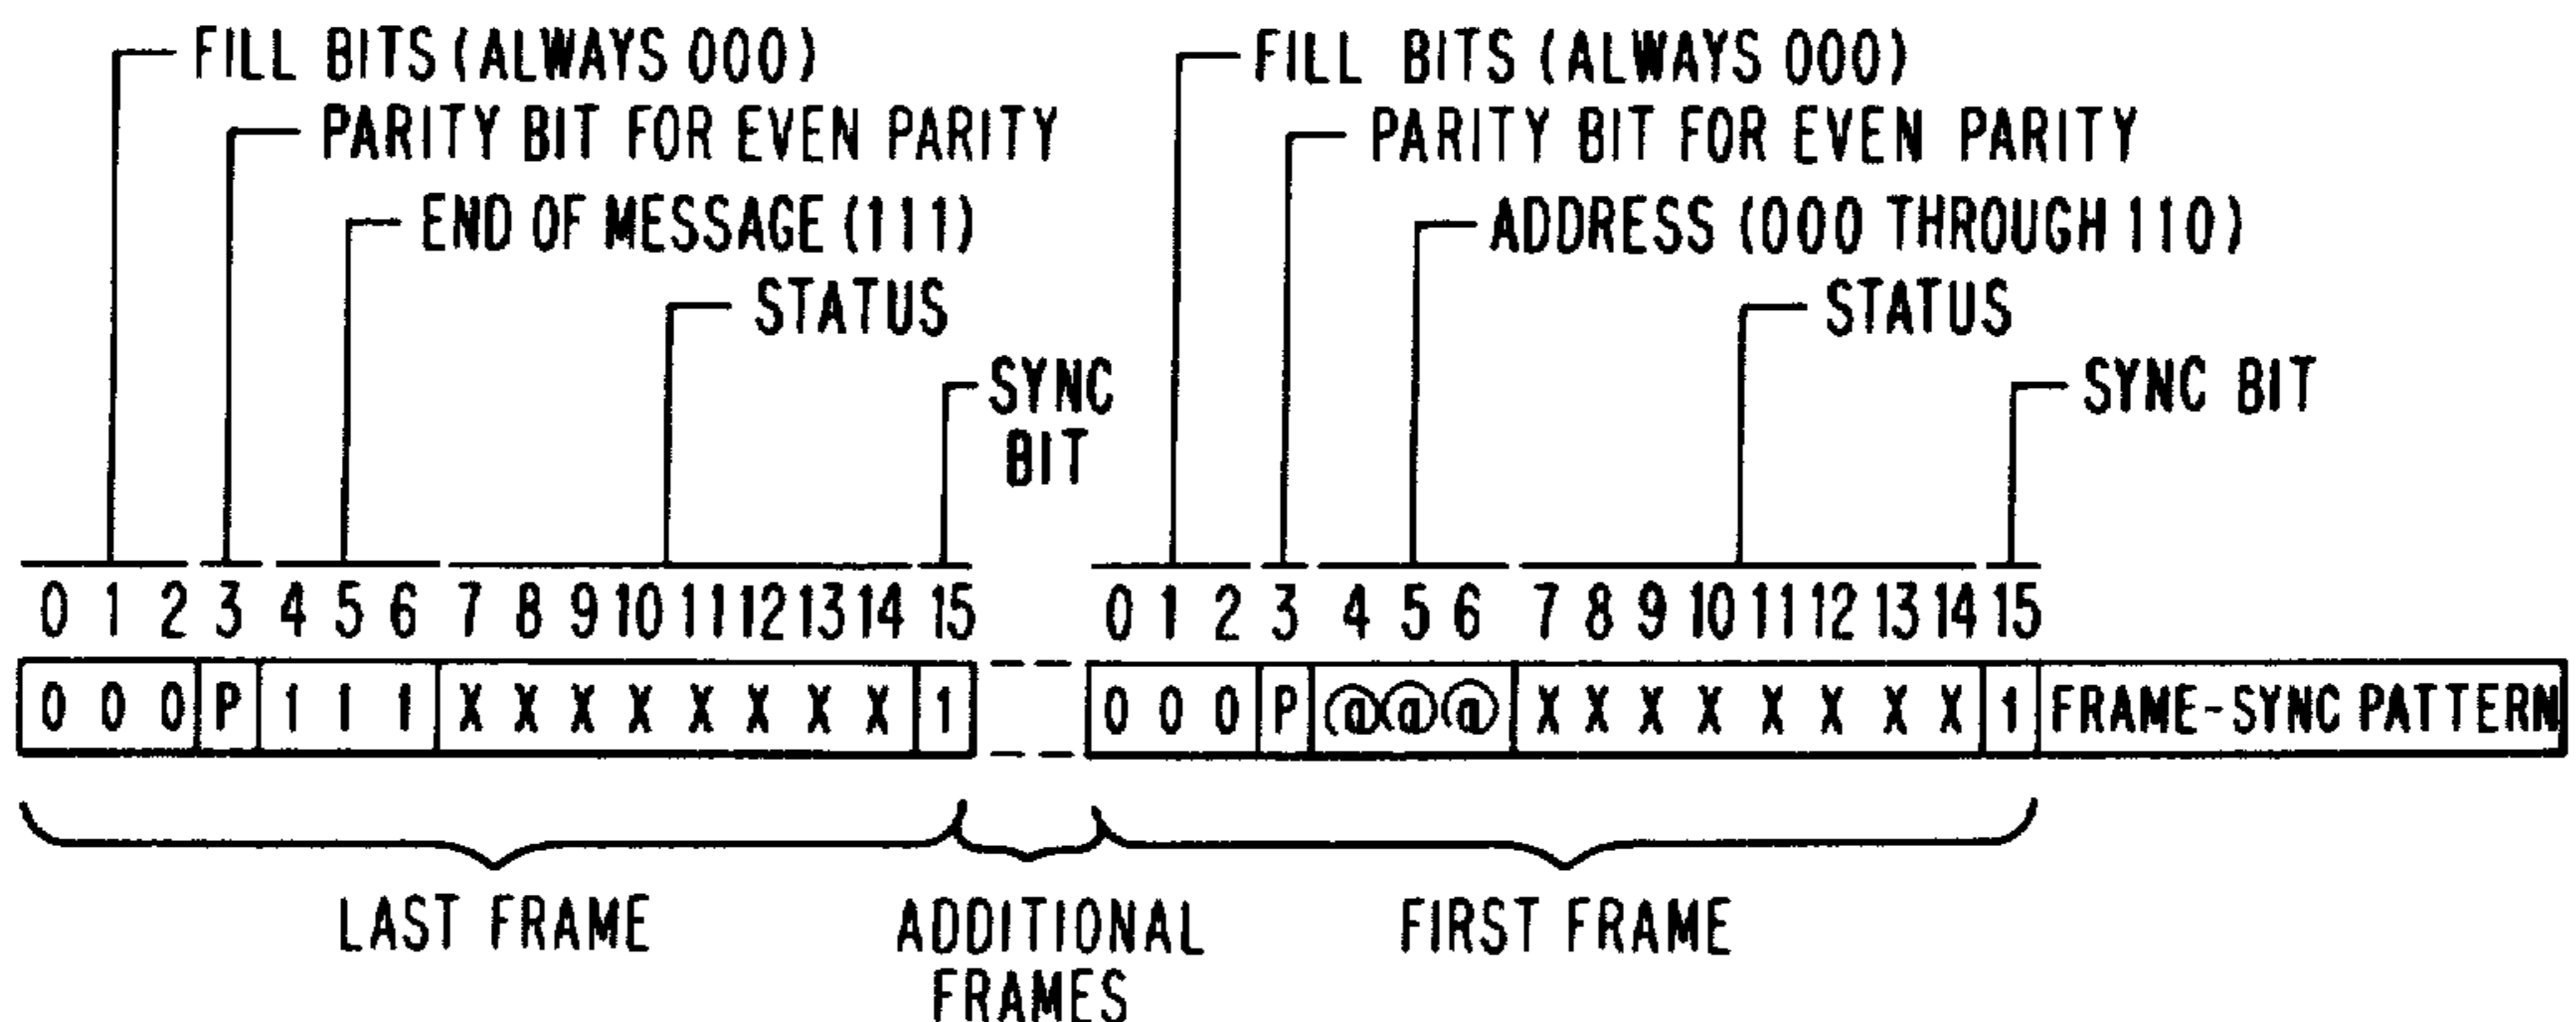 FILL BITS (ALWAYS 000) FILL BITS (ALWAYS 000)
PARITY BIT FOR EVEN PARITY PARITY BIT FOR EVEN PARITY
END OF MESSAGE (111) ADDRESS (000 THROUGH 110)
STATUS STATUS
SYNC BIT SYNC BIT
0 1 2 3 4 5 6 7 8 9 10 11 12 13 14 15 0 1 2 3 4 5 6 7 8 9 10 11 12 13 14 15
0 0 0 P 1 1 1 X X X X X X X X 1 0 0 0 P @ @ @ X X X X X X X X 1 FRAME-SYNC PATTERN
LAST FRAME ADDITIONAL FRAMES FIRST FRAME